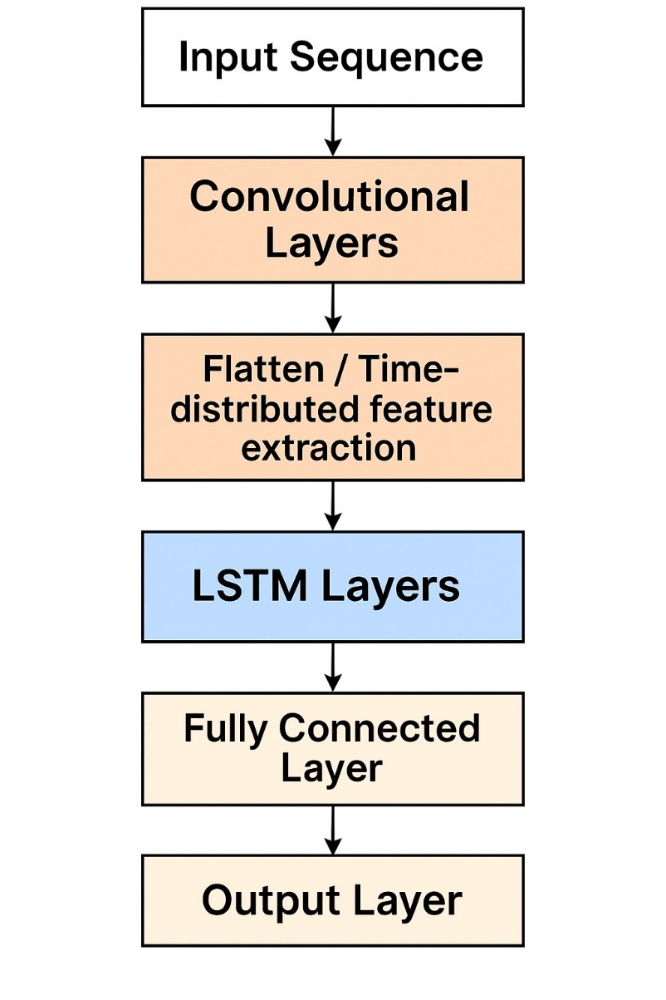 Input Sequence
Convolutional
Layers
Flatten / Time-
distributed feature
extraction
LSTM Layers
Fully Connected
Layer
Output Layer